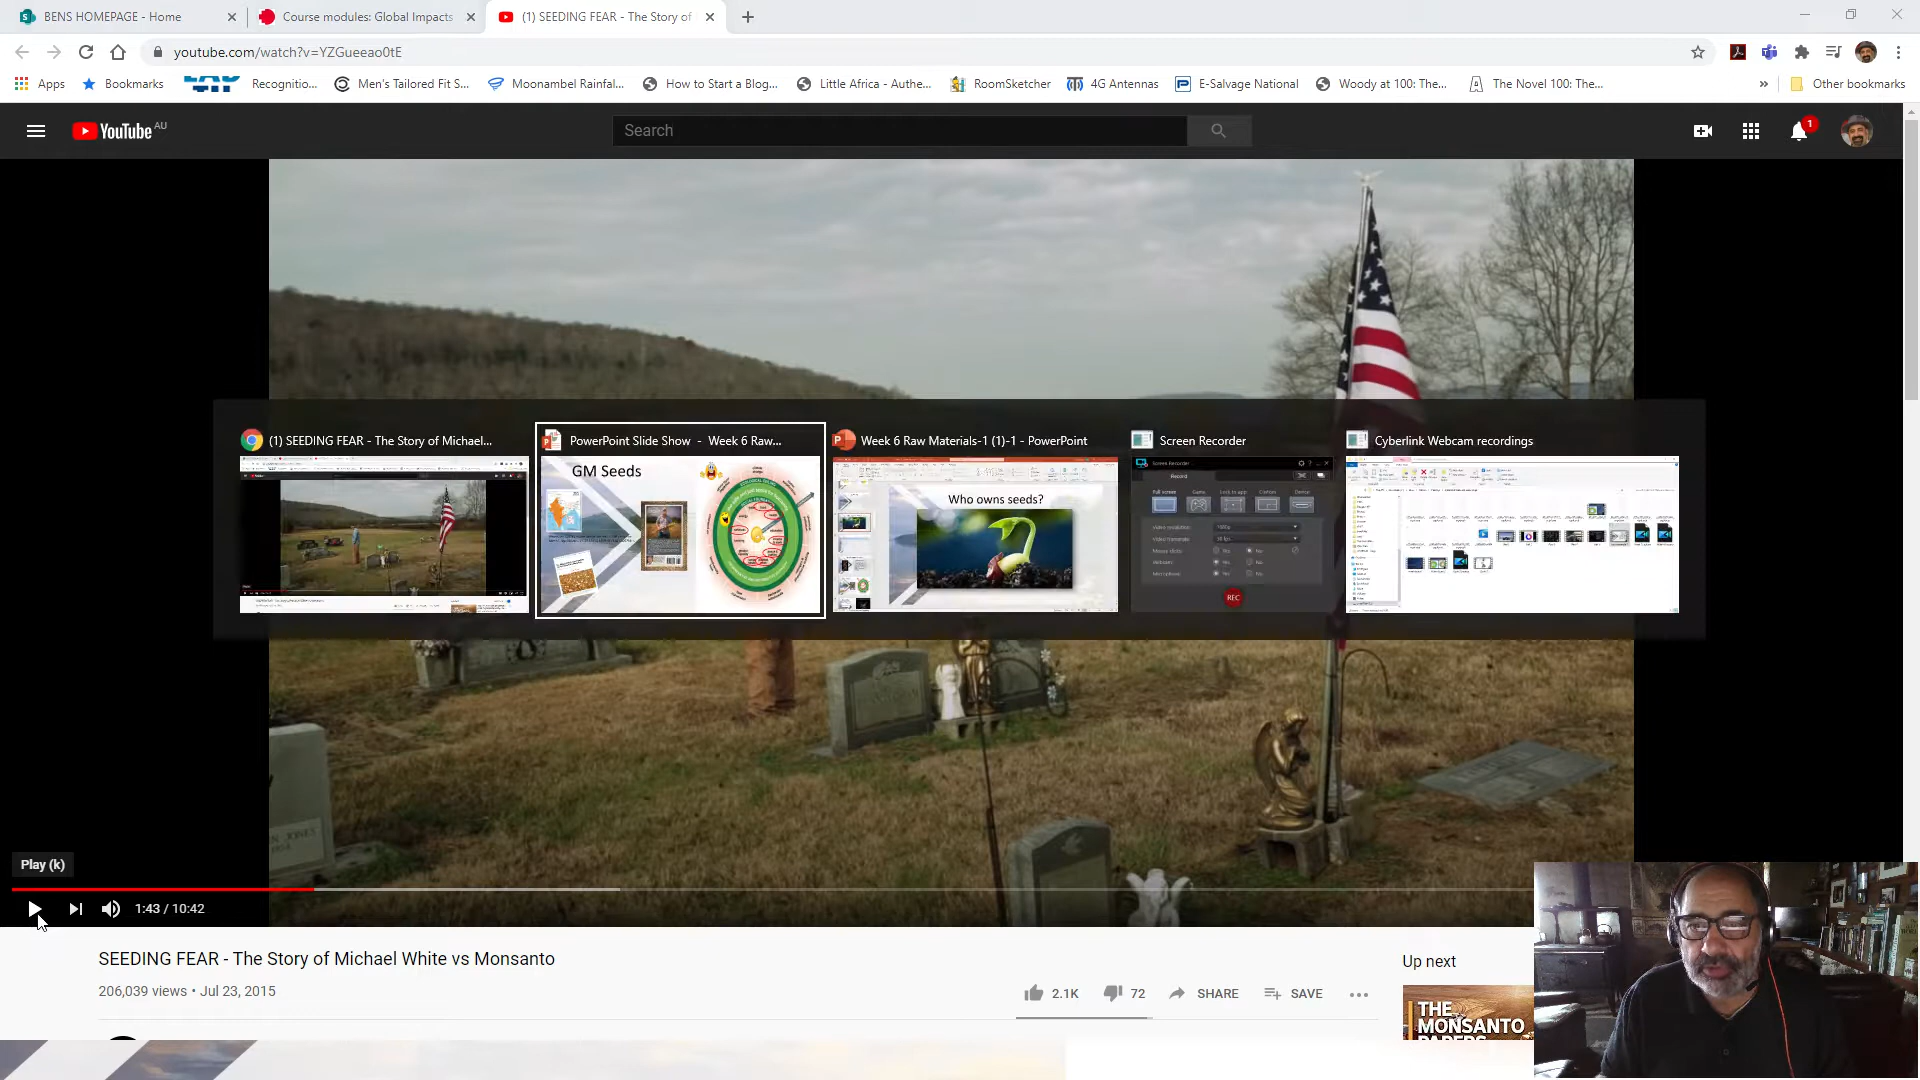 BENS HOMEPAGE - Home
Course modules: Global Impacts
(1) SEEDING FEAR - The Story of
youtube.com/watch?v=YZGueeao0tE
Apps
Bookmarks
Recognitio...
Men's Tailored Fit S...
Moonambel Rainfal...
How to Start a Blog...
Little Africa - Authe...
RoomSketcher
4G Antennas
E-Salvage National
Woody at 100: The...
The Novel 100: The...
»
Other bookmarks
YouTube AU
Search
1
(1) SEEDING FEAR - The Story of Michael...
PowerPoint Slide Show - Week 6 Raw...
Week 6 Raw Materials-1 (1)-1 - PowerPoint
Screen Recorder
Cyberlink Webcam recordings
GM Seeds
Who owns seeds?
Screen Recorder
Record
REC
Play (k)
1:43 / 10:42
SEEDING FEAR - The Story of Michael White vs Monsanto
206,039 views • Jul 23, 2015
2.1K
72
SHARE
SAVE
Up next
THE
MONSANTO
PAPERS